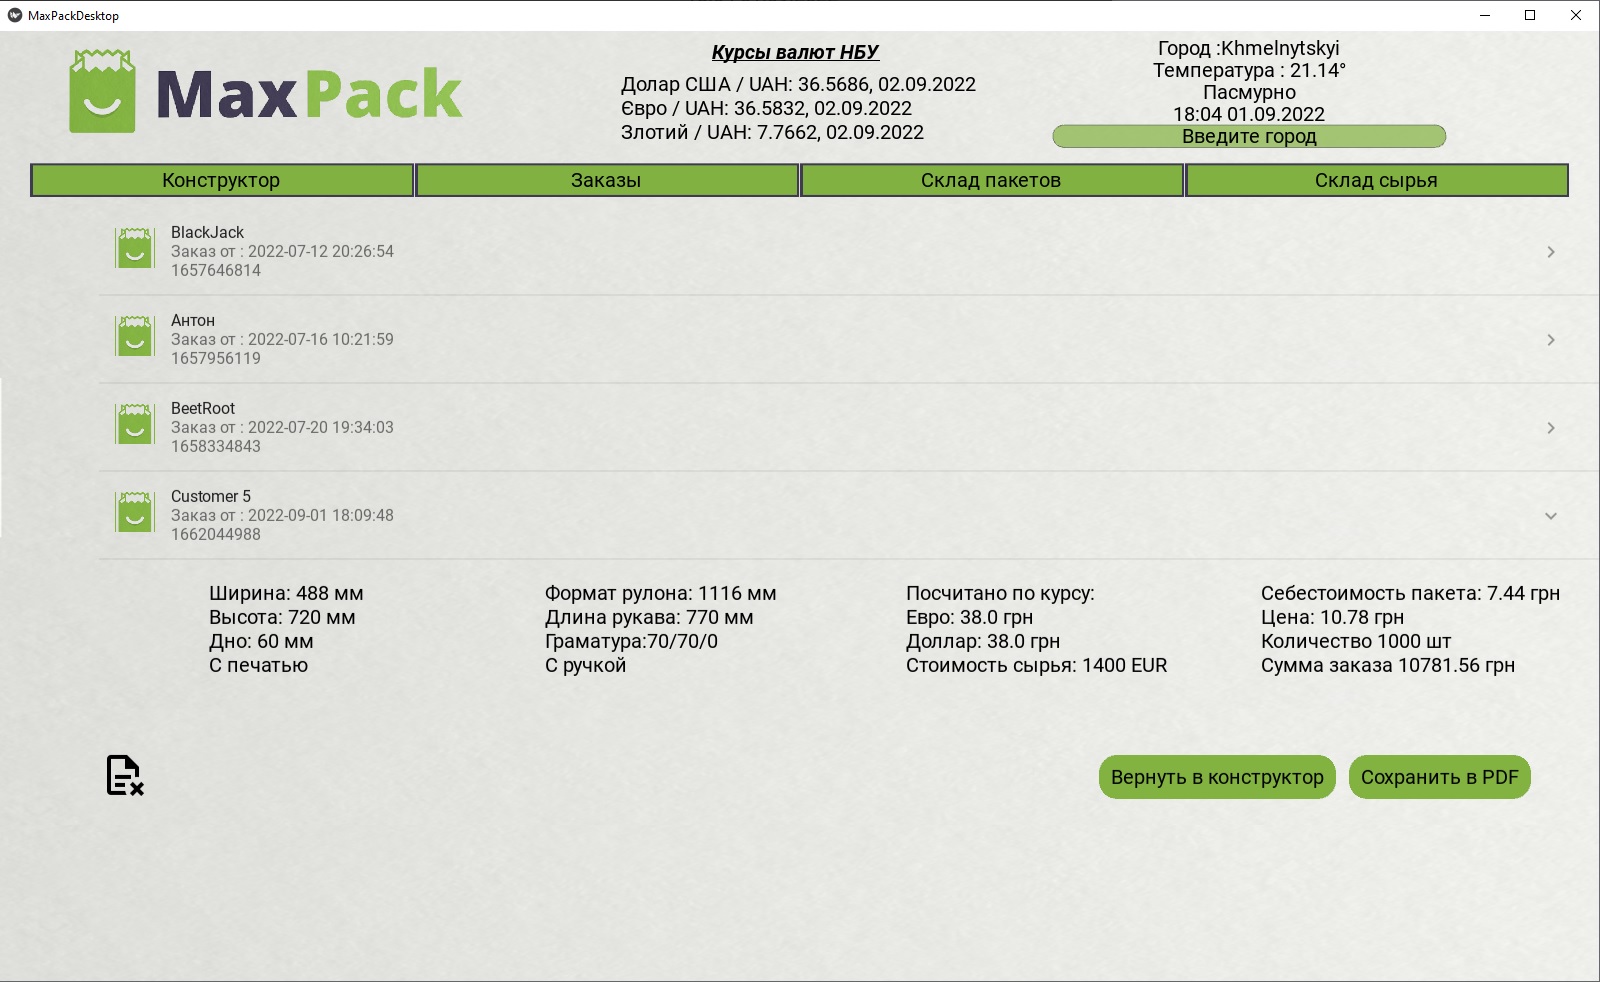 MaxPackDesktop
MaxPack
Курсы валют НБУ
Долар США / UAH: 36.5686, 02.09.2022
Євро / UAH: 36.5832, 02.09.2022
Злотий / UAH: 7.7662, 02.09.2022
Город :Khmelnytskyi
Температура : 21.14°
Пасмурно
18:04 01.09.2022
Введите город
Конструктор
Заказы
Склад пакетов
Склад сырья
BlackJack
Заказ от : 2022-07-12 20:26:54
1657646814
Антон
Заказ от : 2022-07-16 10:21:59
1657956119
BeetRoot
Заказ от : 2022-07-20 19:34:03
1658334843
Customer 5
Заказ от : 2022-09-01 18:09:48
1662044988
Ширина: 488 мм
Высота: 720 мм
Дно: 60 мм
С печатью
Формат рулона: 1116 мм
Длина рукава: 770 мм
Граматура:70/70/0
С ручкой
Посчитано по курсу:
Евро: 38.0 грн
Доллар: 38.0 грн
Стоимость сырья: 1400 EUR
Себестоимость пакета: 7.44 грн
Цена: 10.78 грн
Количество 1000 шт
Сумма заказа 10781.56 грн
Вернуть в конструктор
Сохранить в PDF